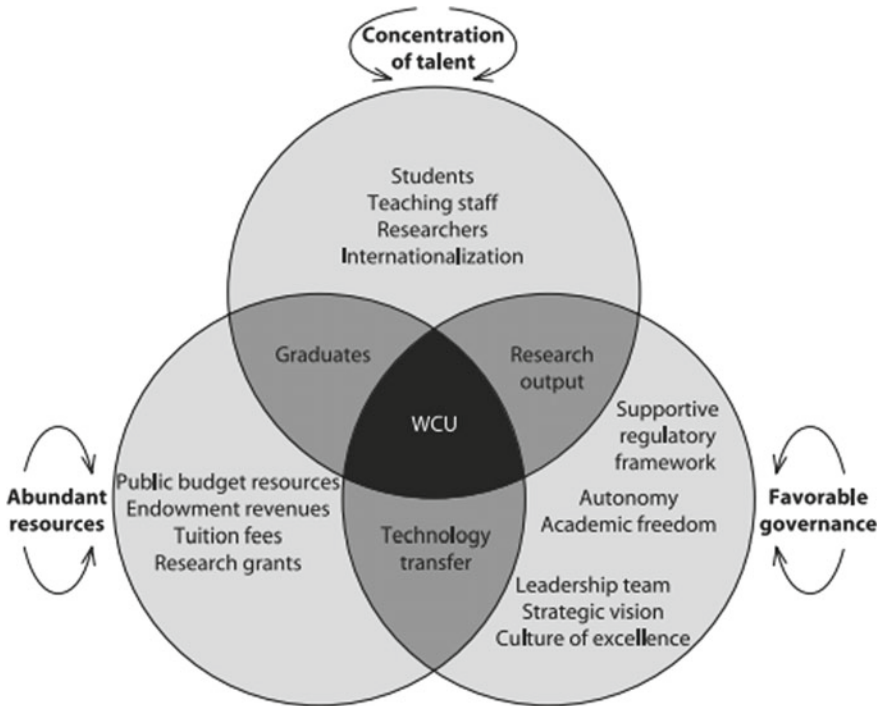 Concentration
of talent
Students
Teaching staff
Researchers
Internationalization
Graduates
Research
output
WCU
Supportive
regulatory
framework
Abundant
resources
Public budget resources
Endowment revenues
Tuition fees
Research grants
Technology
transfer
Autonomy
Academic freedom
Favorable
governance
Leadership team
Strategic vision
Culture of excellence